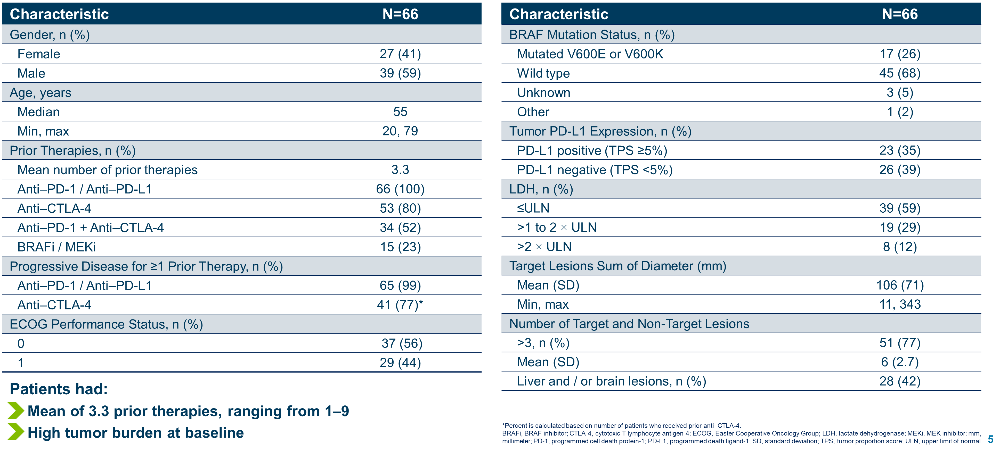 Characteristic N=66
Gender, n (%)
Female 27 (41)
Male 39 (59)
Age, years
Median 55
Min, max 20, 79
Prior Therapies, n (%)
Mean number of prior therapies 3.3
Anti–PD-1 / Anti–PD-L1 66 (100)
Anti–CTLA-4 53 (80)
Anti–PD-1 + Anti–CTLA-4 34 (52)
BRAFi / MEKi 15 (23)
Progressive Disease for ≥1 Prior Therapy, n (%)
Anti–PD-1 / Anti–PD-L1 65 (99)
Anti–CTLA-4 41 (77)*
ECOG Performance Status, n (%)
0 37 (56)
1 29 (44)
Patients had:
Mean of 3.3 prior therapies, ranging from 1–9
High tumor burden at baseline
Characteristic N=66
BRAF Mutation Status, n (%)
Mutated V600E or V600K 17 (26)
Wild type 45 (68)
Unknown 3 (5)
Other 1 (2)
Tumor PD-L1 Expression, n (%)
PD-L1 positive (TPS ≥5%) 23 (35)
PD-L1 negative (TPS <5%) 26 (39)
LDH, n (%)
≤ULN 39 (59)
>1 to 2 × ULN 19 (29)
>2 × ULN 8 (12)
Target Lesions Sum of Diameter (mm)
Mean (SD) 106 (71)
Min, max 11, 343
Number of Target and Non-Target Lesions
>3, n (%) 51 (77)
Mean (SD) 6 (2.7)
Liver and / or brain lesions, n (%) 28 (42)
*Percent is calculated based on number of patients who received prior anti–CTLA-4.
BRAFi, BRAF inhibitor; CTLA-4, cytotoxic T-lymphocyte antigen-4; ECOG, Easter Cooperative Oncology Group; LDH, lactate dehydrogenase; MEKi, MEK inhibitor; mm,
millimeter; PD-1, programmed cell death protein-1; PD-L1, programmed death ligand-1; SD, standard deviation; TPS, tumor proportion score; ULN, upper limit of normal.
5